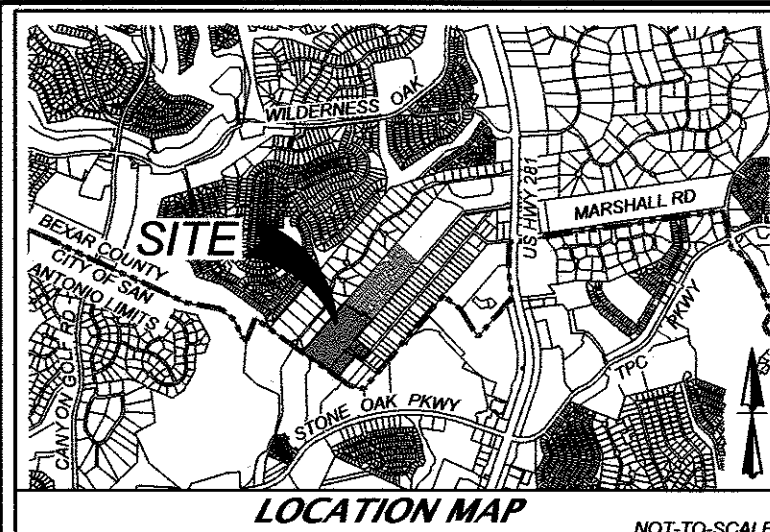 WILDERNESS OAK
US HWY 281
MARSHALL RD
BEXAR COUNTY
CITY OF SAN
ANTONIO LIMITS
SITE
CANYON GOLF RD
TPC PKWY
STONE OAK PKWY
LOCATION MAP
NOT-TO-SCALE